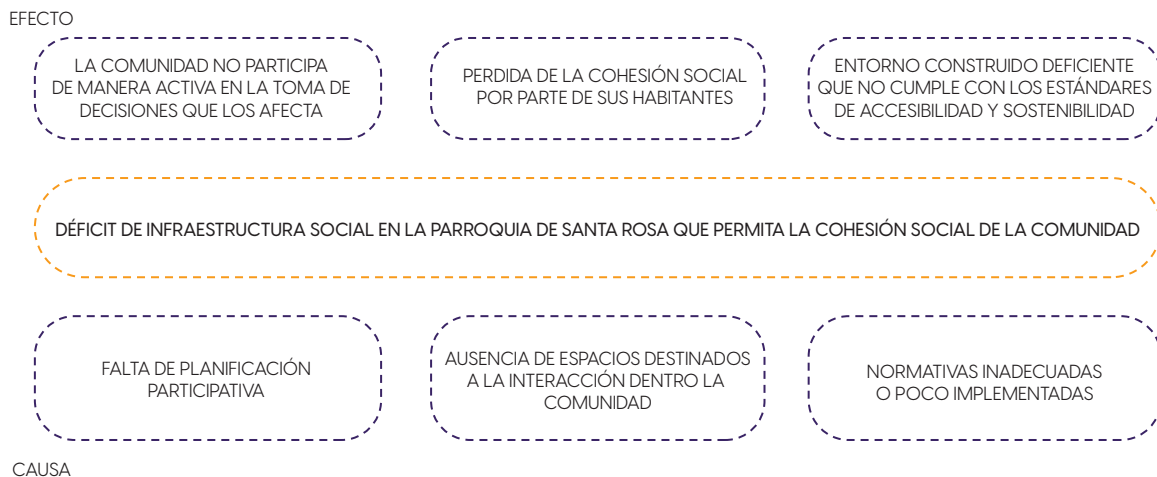 EFECTO
LA COMUNIDAD NO PARTICIPA
DE MANERA ACTIVA EN LA TOMA DE
DECISIONES QUE LOS AFECTA
PERDIDA DE LA COHESIÓN SOCIAL
POR PARTE DE SUS HABITANTES
ENTORNO CONSTRUIDO DEFICIENTE
QUE NO CUMPLE CON LOS ESTÁNDARES
DE ACCESIBILIDAD Y SOSTENIBILIDAD
DÉFICIT DE INFRAESTRUCTURA SOCIAL EN LA PARROQUIA DE SANTA ROSA QUE PERMITA LA COHESIÓN SOCIAL DE LA COMUNIDAD
FALTA DE PLANIFICACIÓN
PARTICIPATIVA
AUSENCIA DE ESPACIOS DESTINADOS
A LA INTERACCIÓN DENTRO LA
COMUNIDAD
NORMATIVAS INADECUADAS
O POCO IMPLEMENTADAS
CAUSA